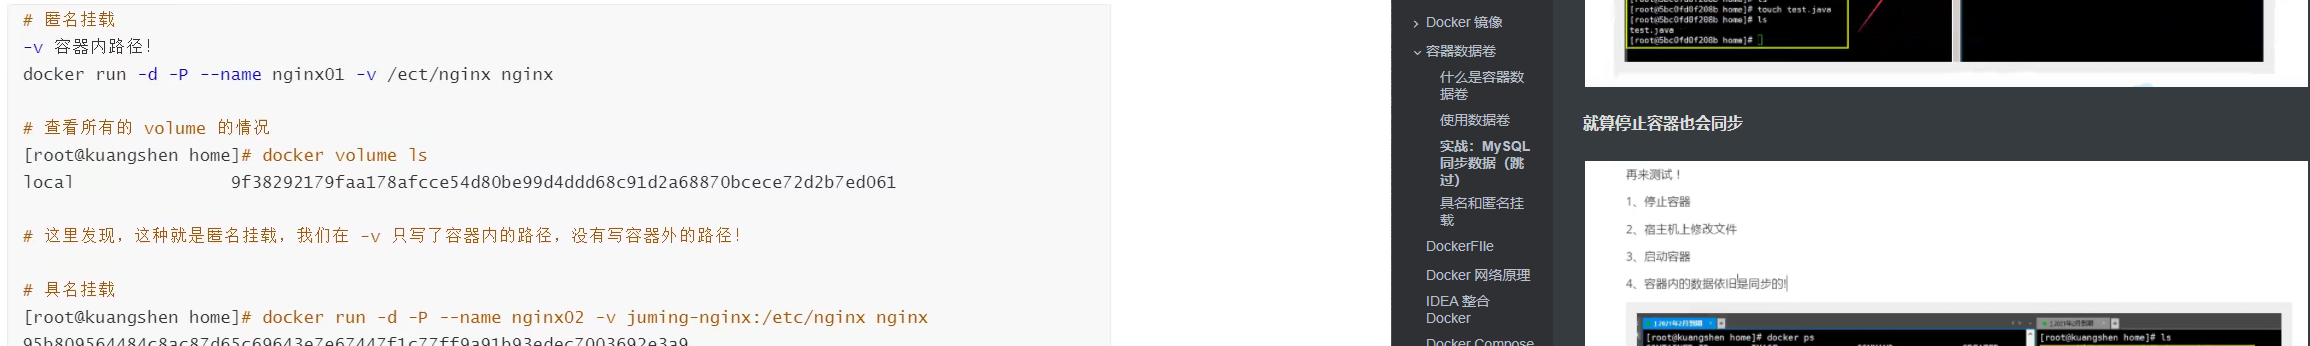 # 匿名挂载
-v 容器内路径!
docker run -d -P --name nginx01 -v /ect/nginx nginx
# 查看所有的 volume 的情况
[root@kuangshen home]# docker volume ls
local 9f38292179faa178afcce54d80be99d4ddd68c91d2a68870bcece72d2b7ed061
# 这里发现，这种就是匿名挂载，我们在 -v 只写了容器内的路径，没有写容器外的路径!
# 具名挂载
[root@kuangshen home]# docker run -d -P --name nginx02 -v juming-nginx:/etc/nginx nginx
Docker 镜像
容器数据卷
什么是容器数
据卷
使用数据卷
实战：MySQL
同步数据（跳
过）
具名和匿名挂
载
DockerFIle
Docker 网络原理
IDEA 整合
Docker
Docker Compose
[root@5bc0fd0f208b home]# touch test.java
[root@5bc0fd0f208b home]# ls
test.java
[root@5bc0fd0f208b home]#
就算停止容器也会同步
再来测试！
1、停止容器
2、宿主机上修改文件
3、启动容器
4、容器内的数据依旧是同步的!
[root@kuangshen home]# docker ps
[root@kuangshen home]# ls